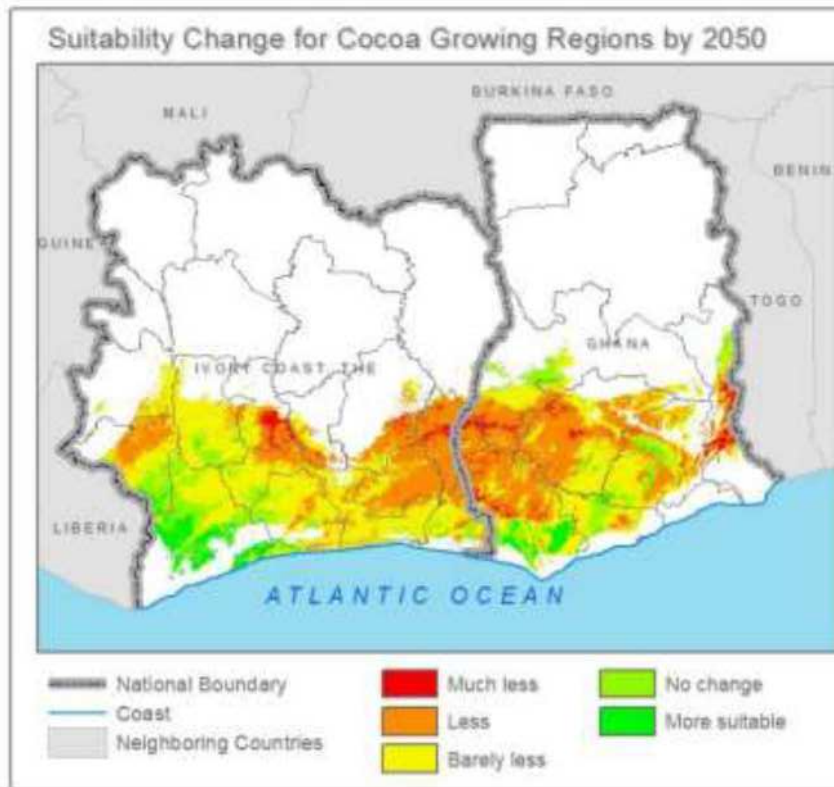 Suitability Change for Cocoa Growing Regions by 2050
BURKINA FASO
MALI
BENIN
GUINE
TOGO
GHANA
IVORY COAST, THE
LIBERIA
ATLANTIC OCEAN
National Boundary
Coast
Neighboring Countries
Much less
Less
Barely less
No change
More suitable